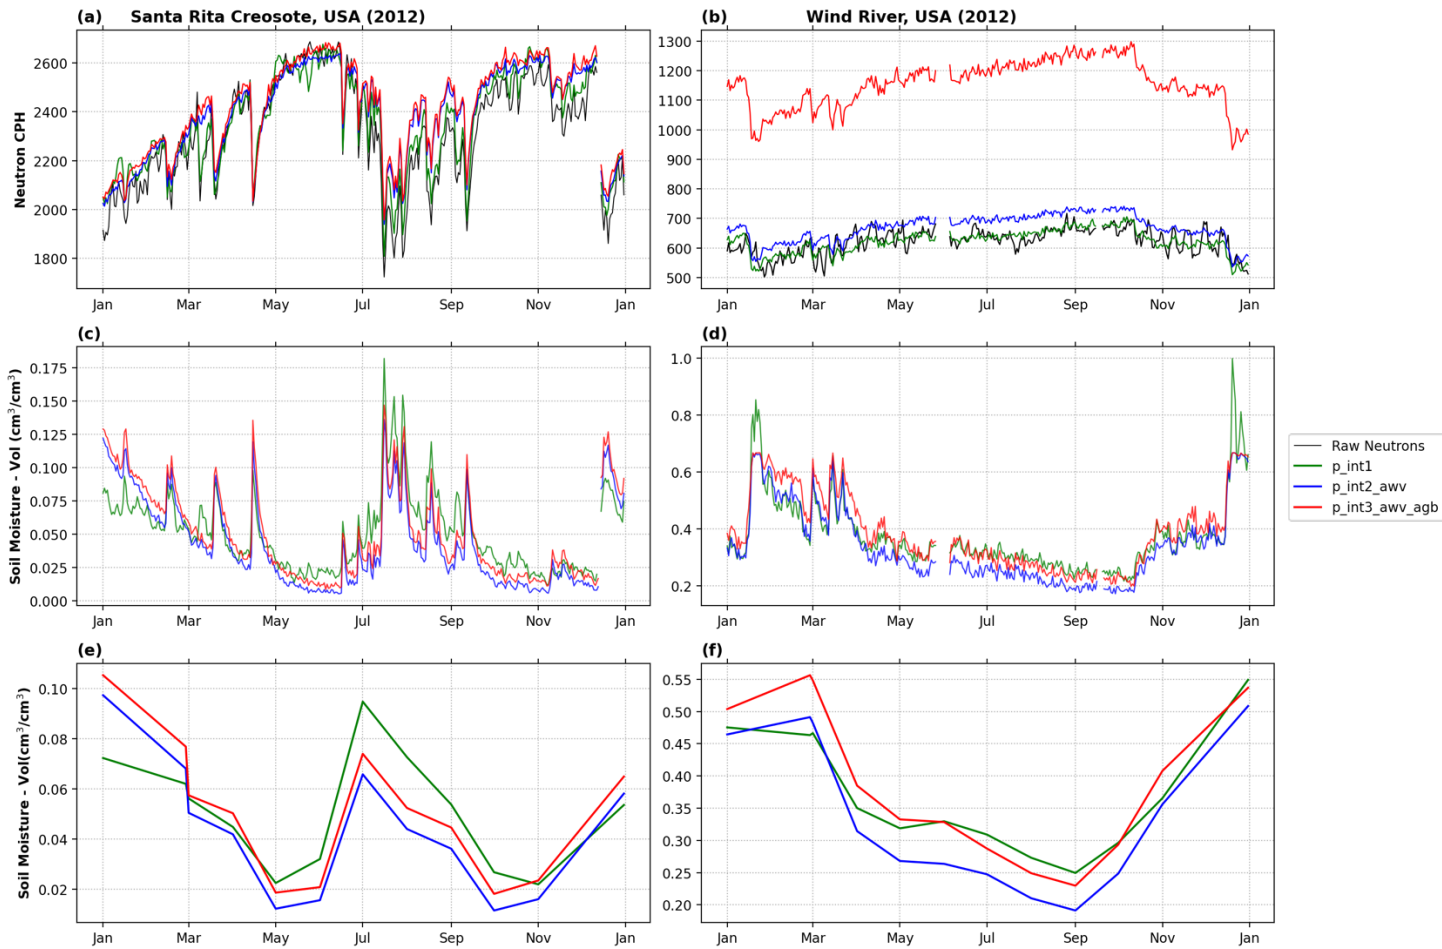 (a) Santa Rita Creosote, USA (2012)
(b) Wind River, USA (2012)
Neutron CPH
2600
2400
2200
2000
1800
Jan Mar May Jul Sep Nov Jan
1300
1200
1100
1000
900
800
700
600
500
Jan Mar May Jul Sep Nov Jan
(c)
(d)
Soil Moisture - Vol (cm³/cm³)
0.175
0.150
0.125
0.100
0.075
0.050
0.025
0.000
Jan Mar May Jul Sep Nov Jan
1.0
0.8
0.6
0.4
0.2
Jan Mar May Jul Sep Nov Jan
Raw Neutrons
p_int1
p_int2_awv
p_int3_awv_agb
(e)
(f)
Soil Moisture - Vol(cm³/cm³)
0.10
0.08
0.06
0.04
0.02
Jan Mar May Jul Sep Nov Jan
0.55
0.50
0.45
0.40
0.35
0.30
0.25
0.20
Jan Mar May Jul Sep Nov Jan